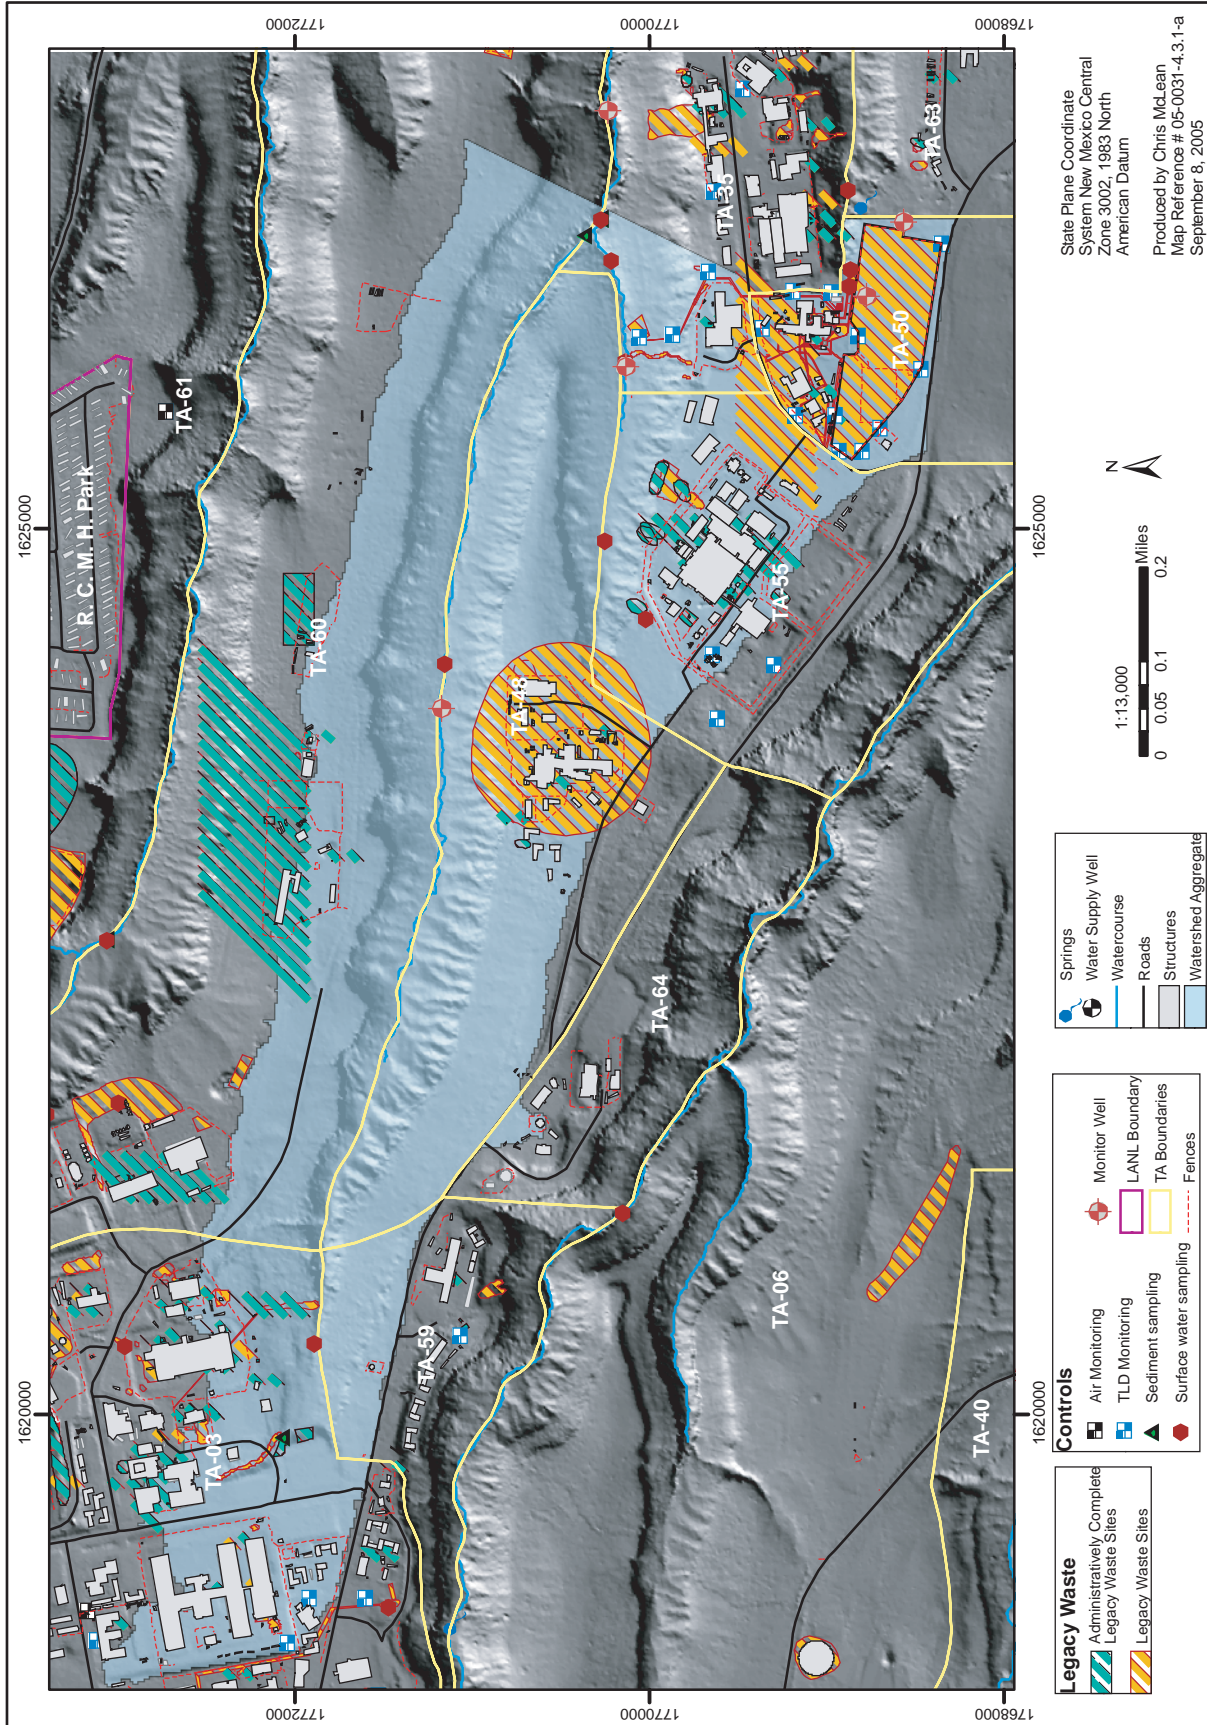 1620000
1625000
1772000
1770000
1768000
1772000
1770000
1768000
1620000
1625000
R. C. M. H. Park
TA-61
TA-60
TA-03
TA-48
TA-35
TA-59
TA-64
TA-55
TA-50
TA-63
TA-06
TA-40
Legacy Waste
Administratively Complete
Legacy Waste Sites
Legacy Waste Sites
Controls
Air Monitoring
TLD Monitoring
Sediment sampling
Surface water sampling
Monitor Well
LANL Boundary
TA Boundaries
Fences
Springs
Water Supply Well
Watercourse
Roads
Structures
Watershed Aggregate
1:13,000
0 0.05 0.1 0.2
Miles
N
State Plane Coordinate
System New Mexico Central
Zone 3002, 1983 North
American Datum
Produced by Chris McLean
Map Reference # 05-0031-4.3.1-a
September 8, 2005